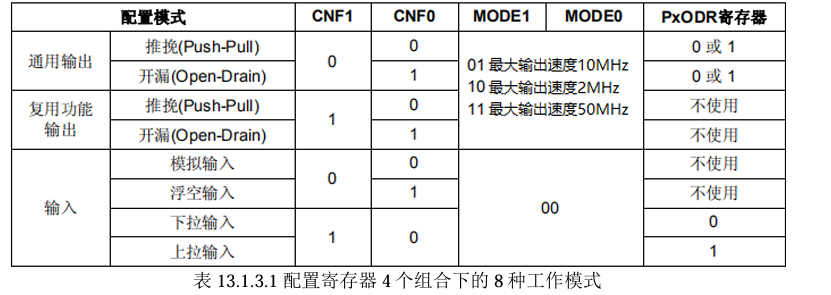 配置模式 CNF1 CNF0 MODE1 MODE0 PxODR寄存器
通用输出 推挽(Push-Pull) 0 0 01 最大输出速度10MHz 10 最大输出速度2MHz 11 最大输出速度50MHz 0 或 1
开漏(Open-Drain) 1 0 或 1
复用功能输出 推挽(Push-Pull) 1 0 不使用
开漏(Open-Drain) 1 不使用
输入 模拟输入 0 0 00 不使用
浮空输入 1 不使用
下拉输入 1 0 0
上拉输入 1
表 13.1.3.1 配置寄存器 4 个组合下的 8 种工作模式